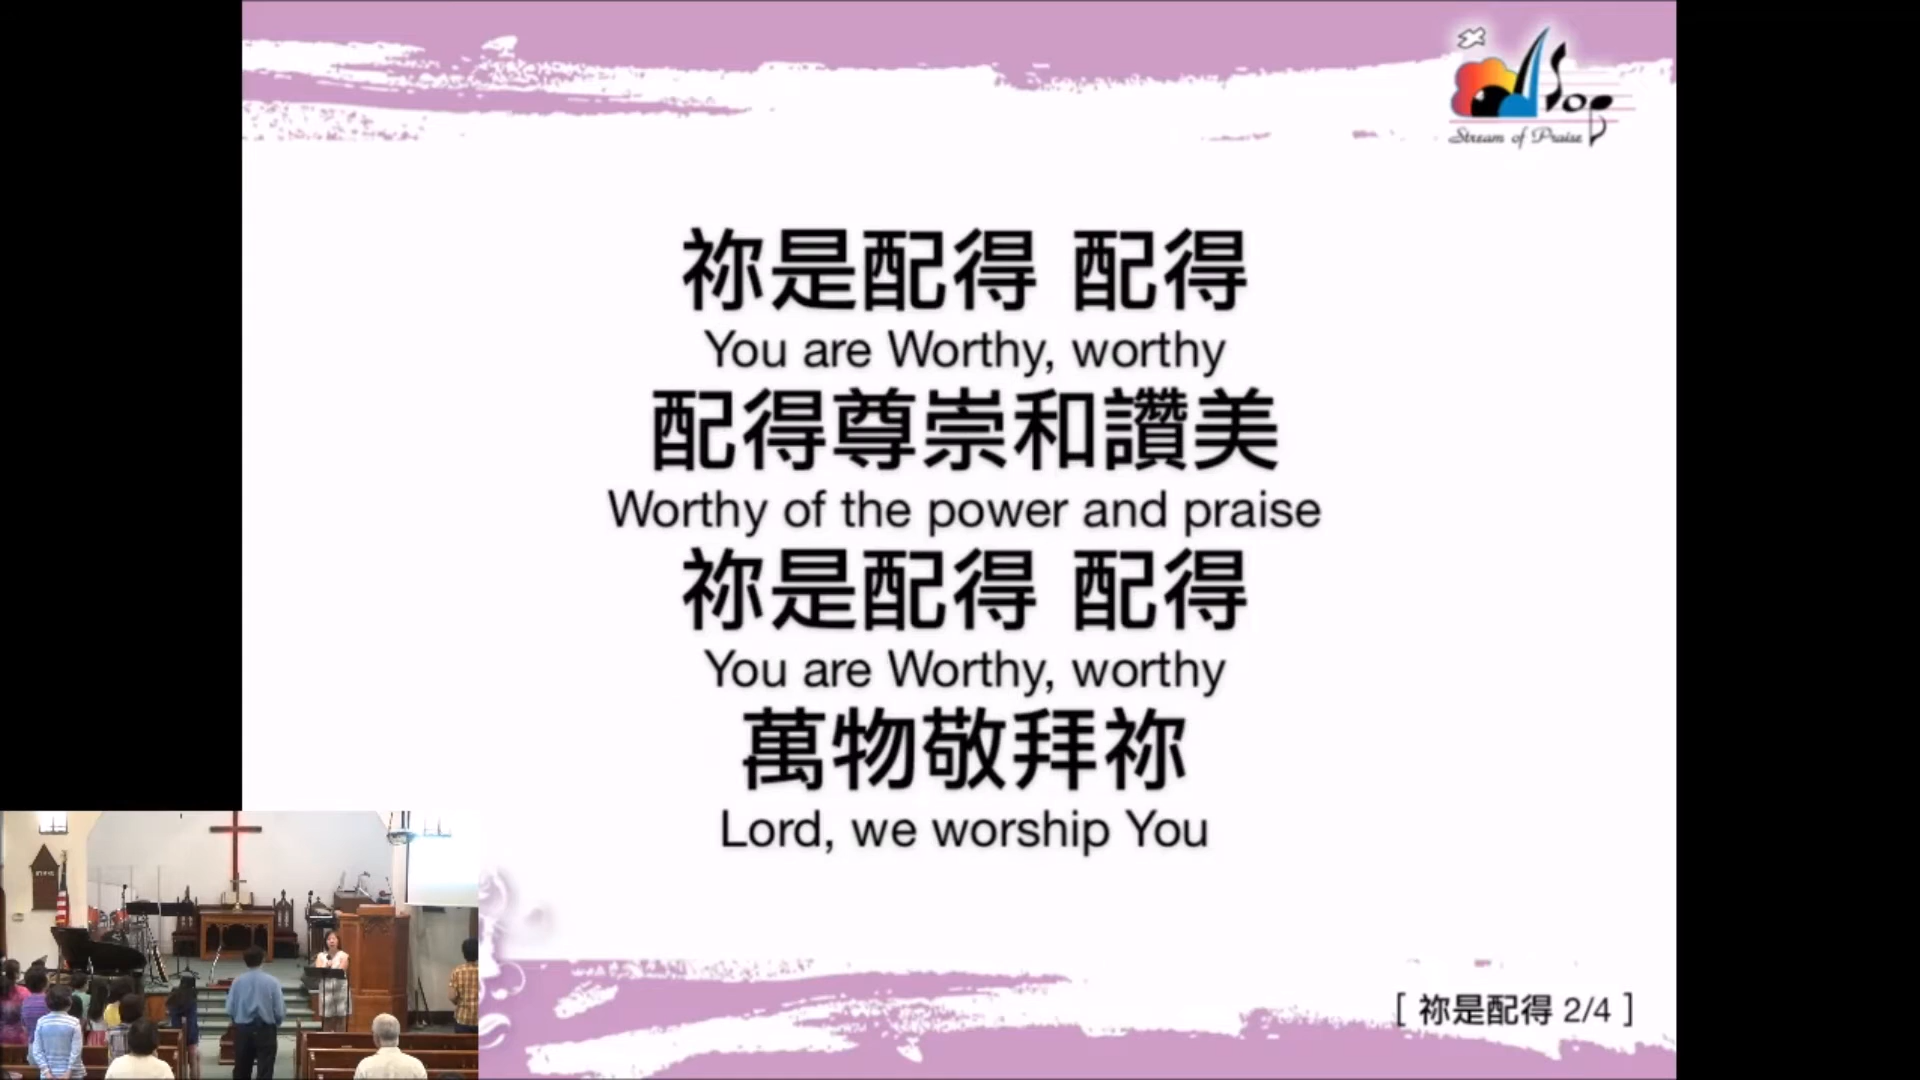 Sop
Stream of Praise
祢是配得 配得
You are Worthy, worthy
配得尊崇和讚美
Worthy of the power and praise
祢是配得 配得
You are Worthy, worthy
萬物敬拜祢
Lord, we worship You
[ 祢是配得 2/4 ]